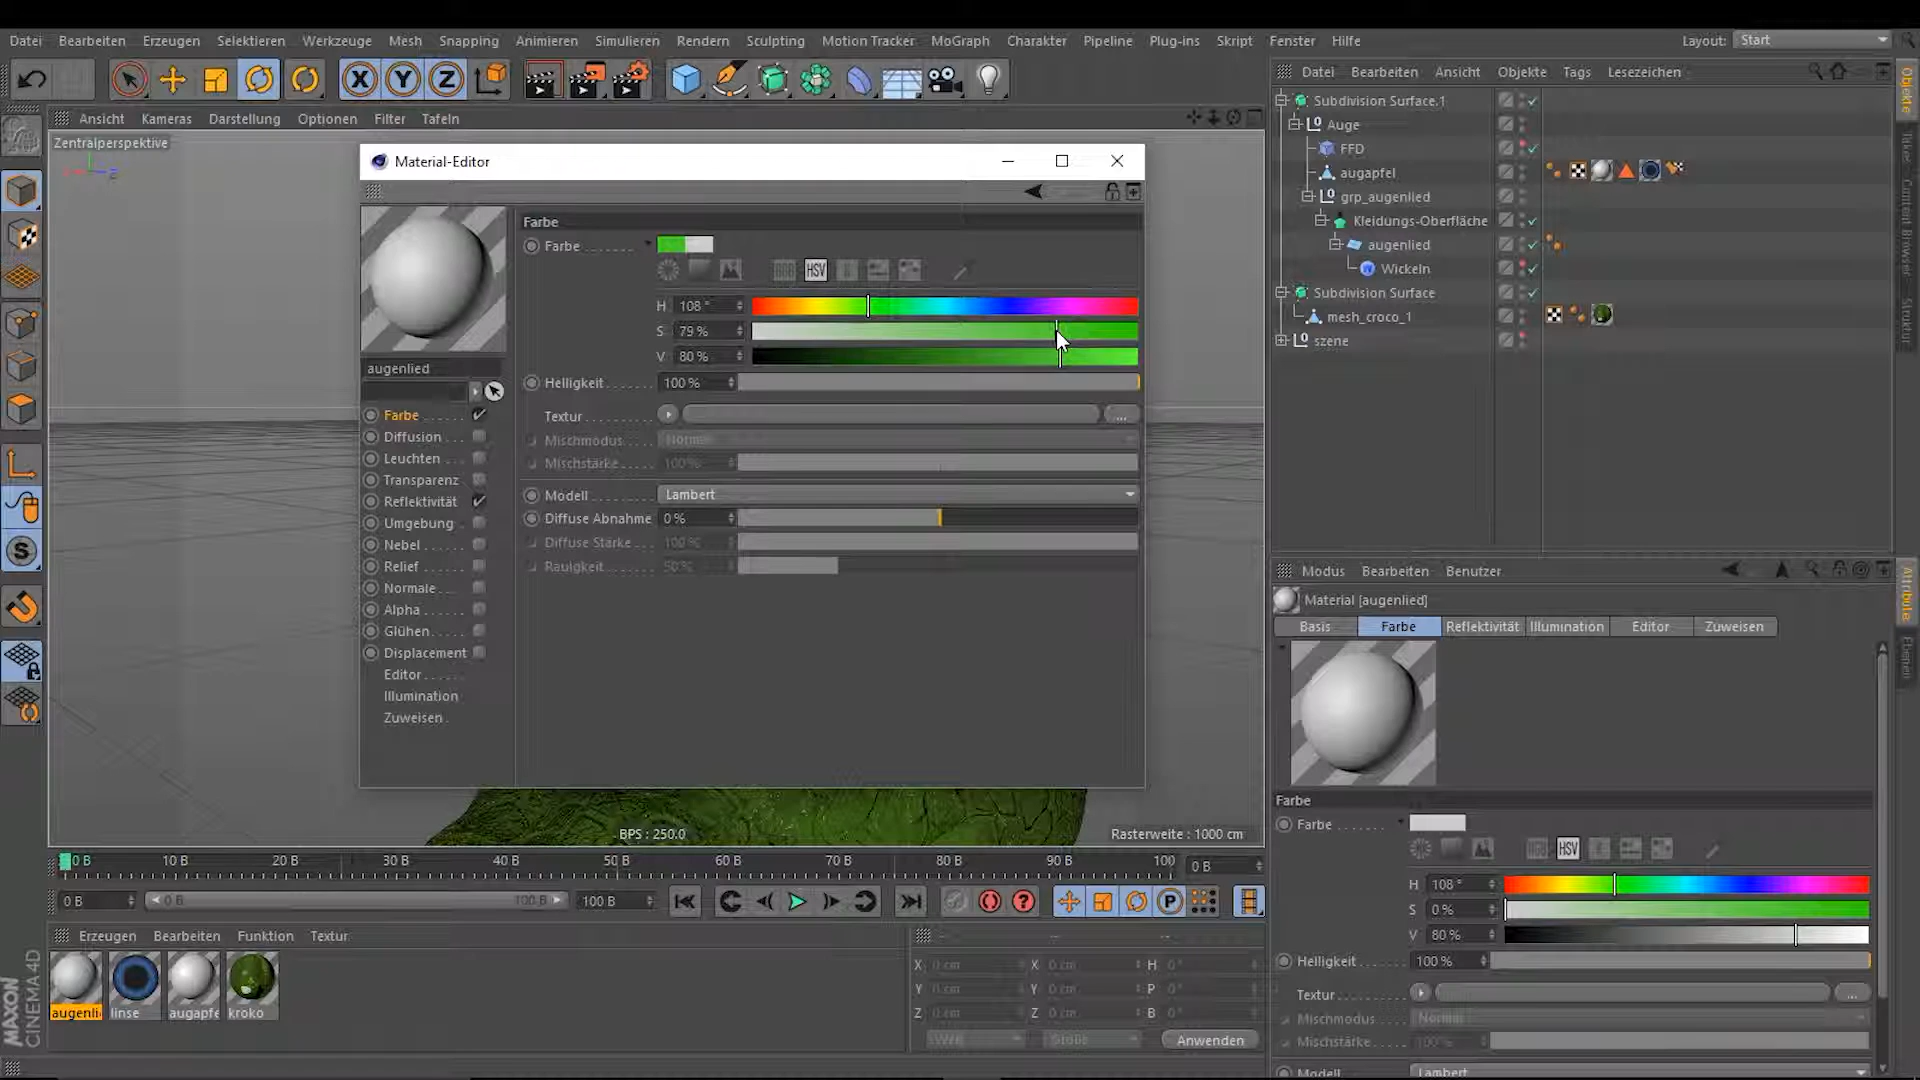 Datei Bearbeiten Erzeugen Selektieren Werkzeuge Mesh Snapping Animieren Simulieren Rendern Sculpting Motion Tracker MoGraph Charakter Pipeline Plug-ins Skript Fenster Hilfe Layout: Start
Datei Bearbeiten Ansicht Objekte Tags Lesezeichen
Objekte
Content Browser
Struktur
Subdivision Surface.1
Auge
FFD
augapfel
grp_augenlied
Kleidungs-Oberfläche
augenlied
Wickeln
Subdivision Surface
mesh_croco_1
szene
X Y Z
Ansicht Kameras Darstellung Optionen Filter Tafeln
Zentralperspektive
Material-Editor
augenlied
Farbe
Diffusion
Leuchten
Transparenz
Reflektivität
Umgebung
Nebel
Relief
Normale
Alpha
Glühen
Displacement
Editor
Illumination
Zuweisen
Farbe
Farbe
HSV
H 108 °
S 79 %
V 80 %
Helligkeit 100 %
Textur ...
Mischmodus Normal
Mischstärke 100 %
Modell Lambert
Diffuse Abnahme 0 %
Diffuse Stärke 100 %
Rauigkeit 50 %
BPS : 250.0
Rasterweite : 1000 cm
0 B 10 B 20 B 30 B 40 B 50 B 60 B 70 B 80 B 90 B 100 0 B
0 B 0 B 100 B 100 B
P
Erzeugen Bearbeiten Funktion Textur
augenli linse augapfe kroko
MAXON
CINEMA 4D
X 0 cm X 0 cm H 0 °
Y 0 cm Y 0 cm P 0 °
Z 0 cm Z 0 cm B 0 °
Welt Größe Anwenden
Modus Bearbeiten Benutzer
Attribute
Ebenen
Material [augenlied]
Basis Farbe Reflektivität Illumination Editor Zuweisen
Farbe
Farbe
HSV
H 108 °
S 0 %
V 80 %
Helligkeit 100 %
Textur ...
Mischmodus Normal
Mischstärke 100 %
Modell Lambert